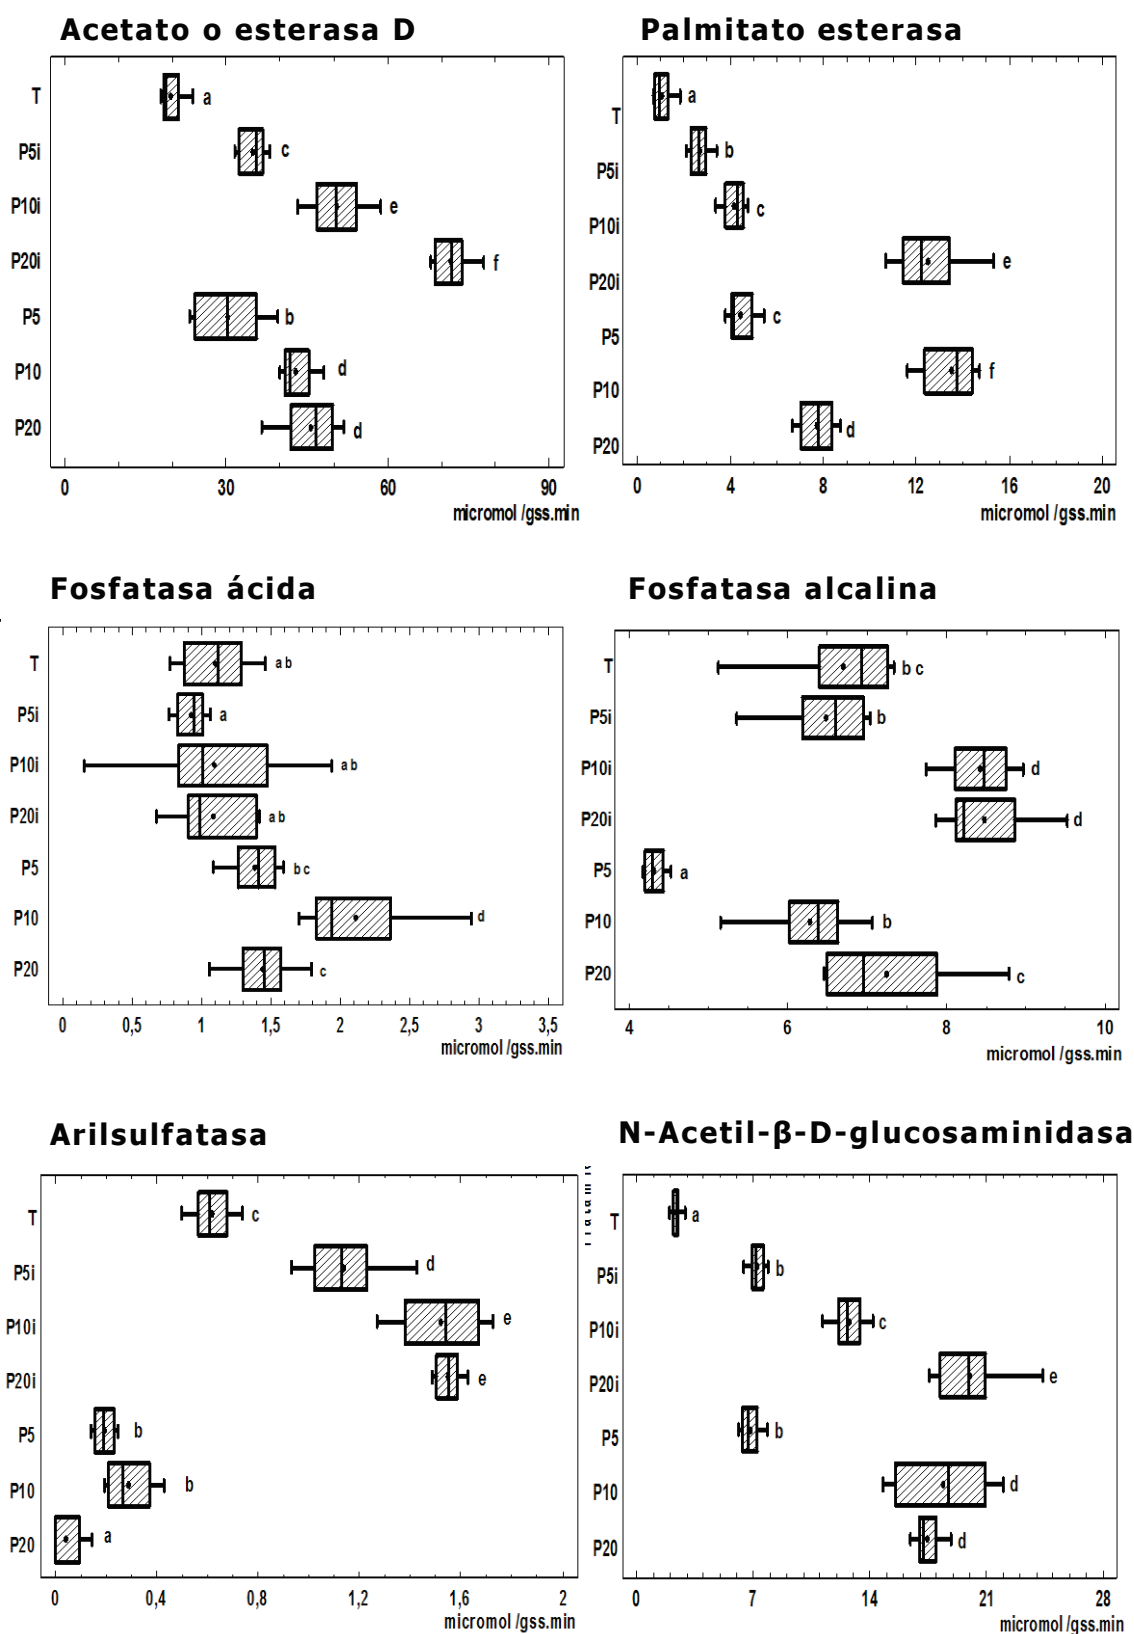 Acetato o esterasa D
T
a
P5i
c
P10i
e
P20i
f
P5
b
P10
d
P20
d
0 30 60 90
micromol /gss.min
Palmitato esterasa
T
a
P5i
b
P10i
c
P20i
e
P5
c
P10
f
P20
d
0 4 8 12 16 20
micromol /gss.min
Fosfatasa ácida
T
a b
P5i
a
P10i
a b
P20i
a b
P5
b c
P10
d
P20
c
0 0,5 1 1,5 2 2,5 3 3,5
micromol /gss.min
Fosfatasa alcalina
T
b c
P5i
b
P10i
d
P20i
d
P5
a
P10
b
P20
c
4 6 8 10
micromol /gss.min
Arilsulfatasa
T
c
P5i
d
P10i
e
P20i
e
P5
b
P10
b
P20
a
0 0,4 0,8 1,2 1,6 2
micromol /gss.min
N-Acetil-β-D-glucosaminidasa
T
a
P5i
b
P10i
c
P20i
e
P5
b
P10
d
P20
d
0 7 14 21 28
micromol /gss.min